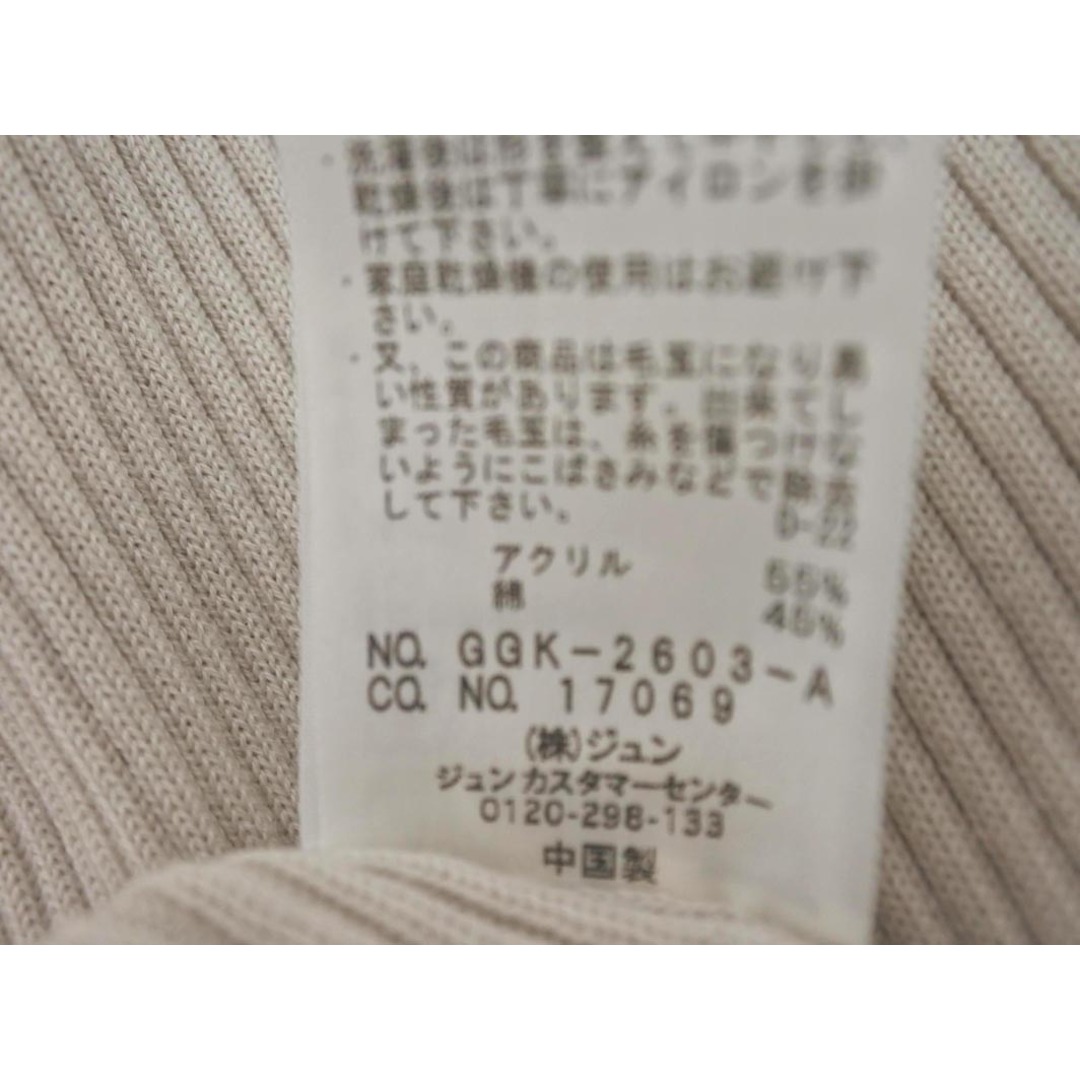 ・洗濯後は形を整え
乾燥後は丁寧にアイロンを掛
けて下さい。
・家庭乾燥機の使用はお避け下
さい。
・又、この商品は毛玉になり易
い性質があります。出来てし
まった毛玉は、糸を傷つけな
いようにこばさみなどで除去
して下さい。
D-22
アクリル 55%
綿 45%
NO. GGK-2603-A
CO. NO. 17069
(株)ジュン
ジュンカスタマーセンター
0120-298-133
中国製